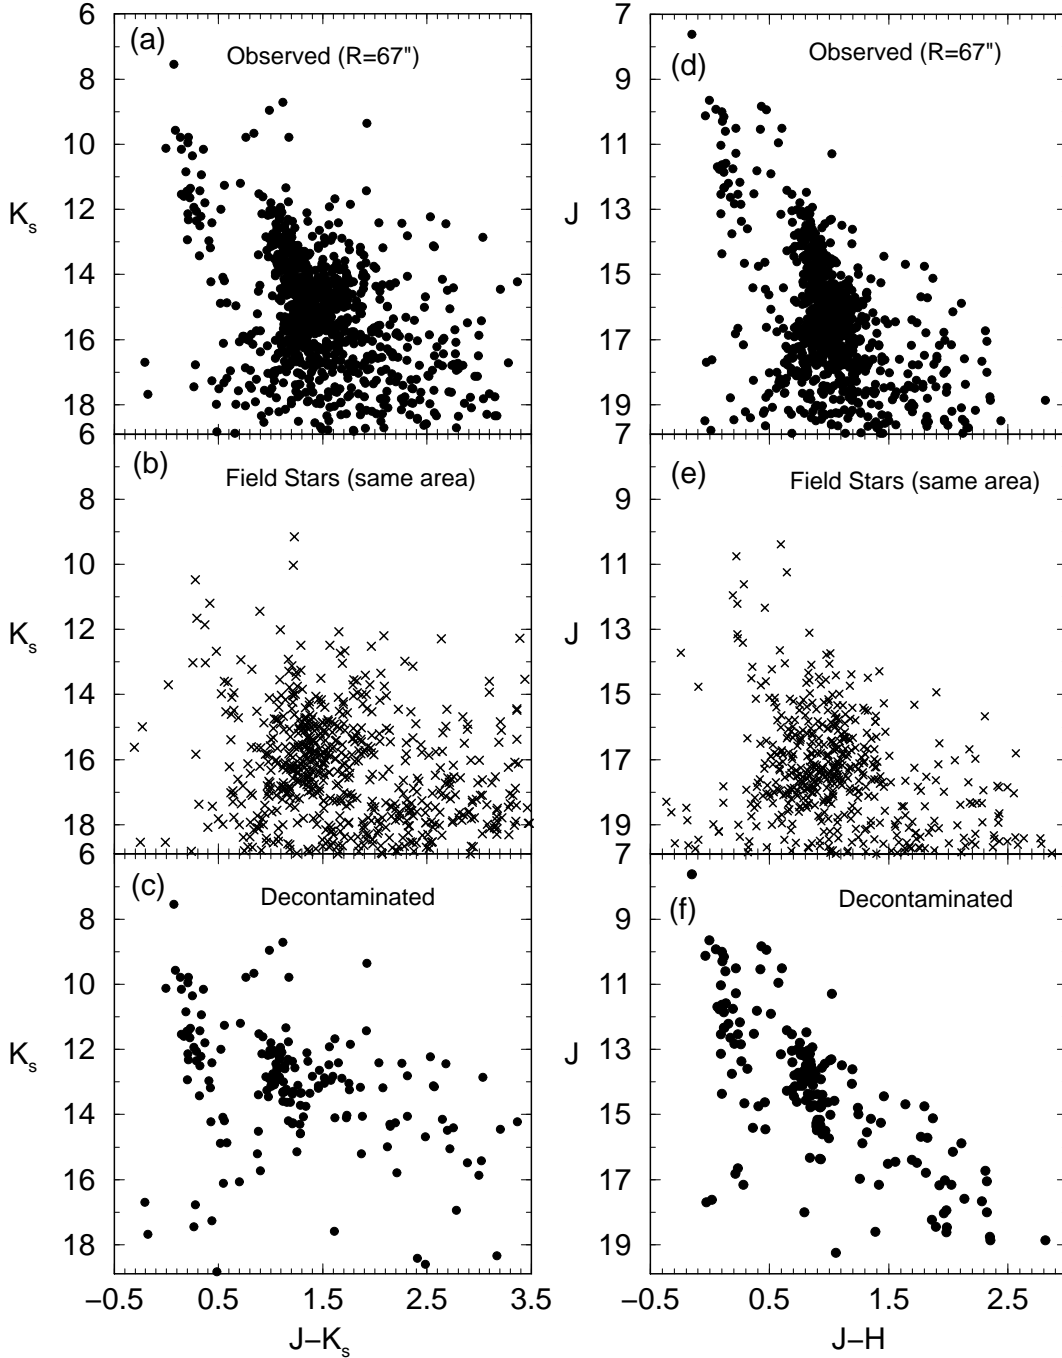 (a)
Observed (R=67")
6
8
10
12
14
16
18
K_s
(d)
Observed (R=67")
7
9
11
13
15
17
19
J
(b)
Field Stars (same area)
6
8
10
12
14
16
18
K_s
(e)
Field Stars (same area)
7
9
11
13
15
17
19
J
(c)
Decontaminated
6
8
10
12
14
16
18
K_s
−0.5 0.5 1.5 2.5 3.5
J−K_s
(f)
Decontaminated
7
9
11
13
15
17
19
J
−0.5 0.5 1.5 2.5
J−H